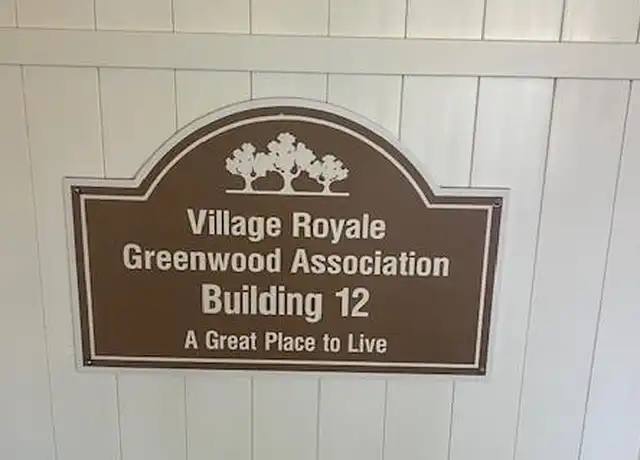 Village Royale
Greenwood Association
Building 12
A Great Place to Live